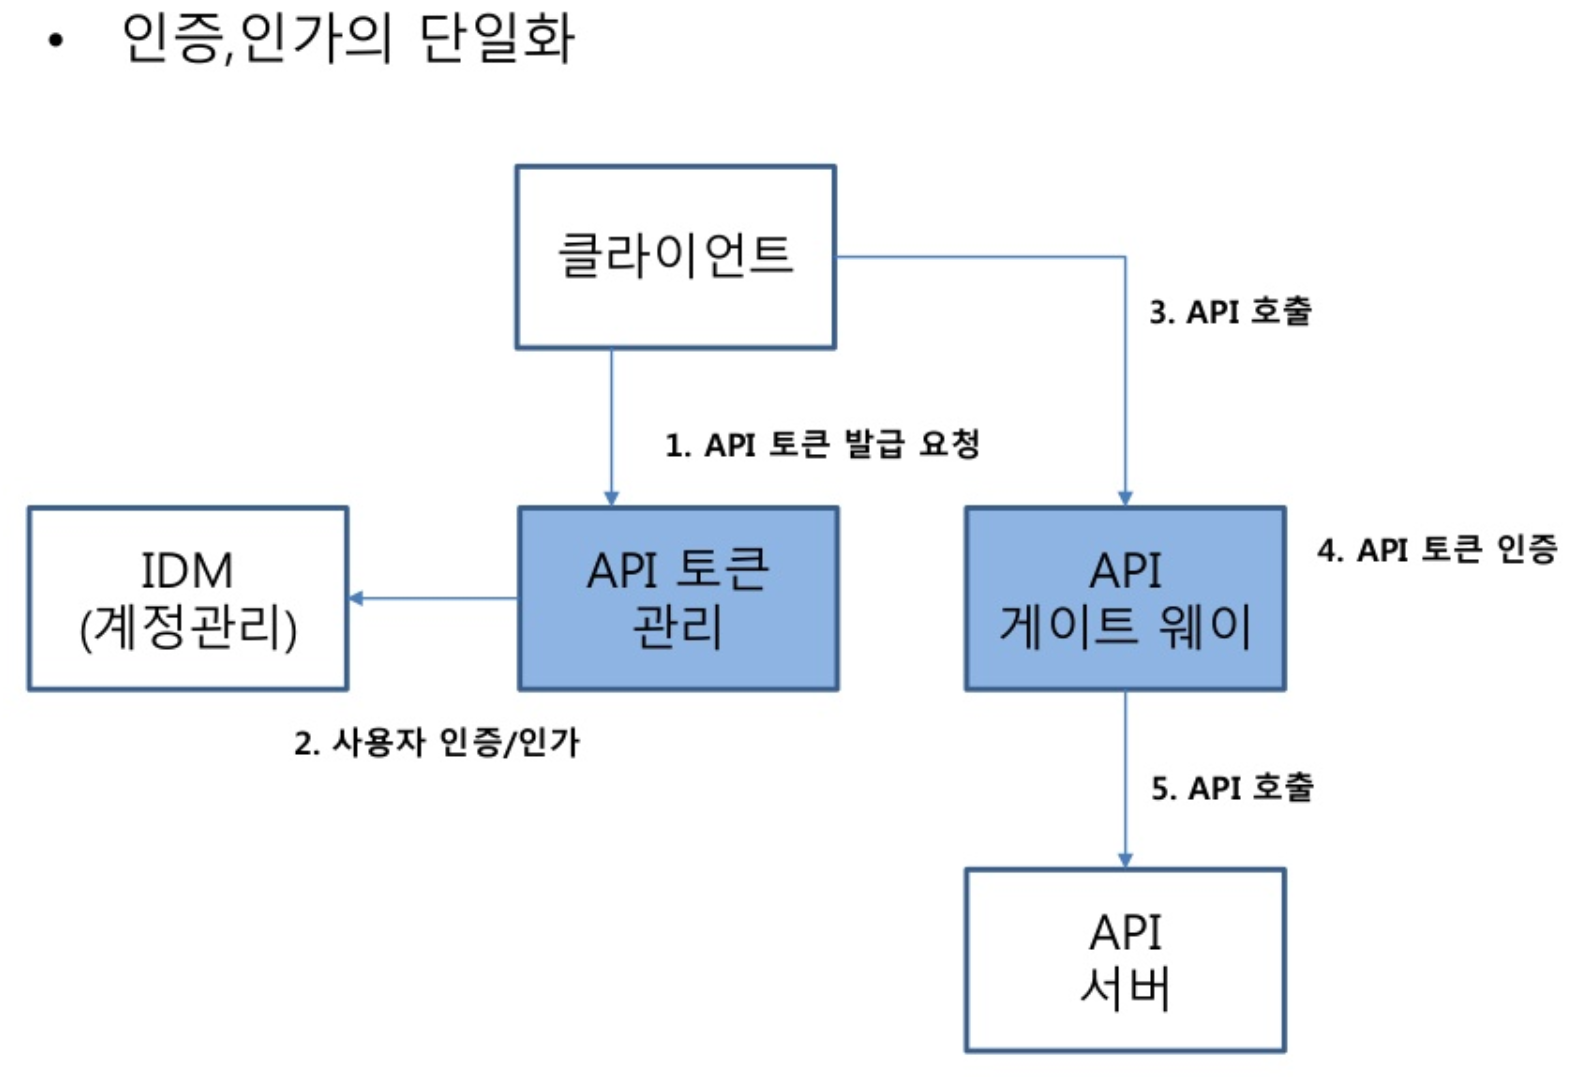 • 인증,인가의 단일화
클라이언트
3. API 호출
1. API 토큰 발급 요청
IDM
(계정관리)
API 토큰
관리
API
게이트 웨이
4. API 토큰 인증
2. 사용자 인증/인가
5. API 호출
API
서버